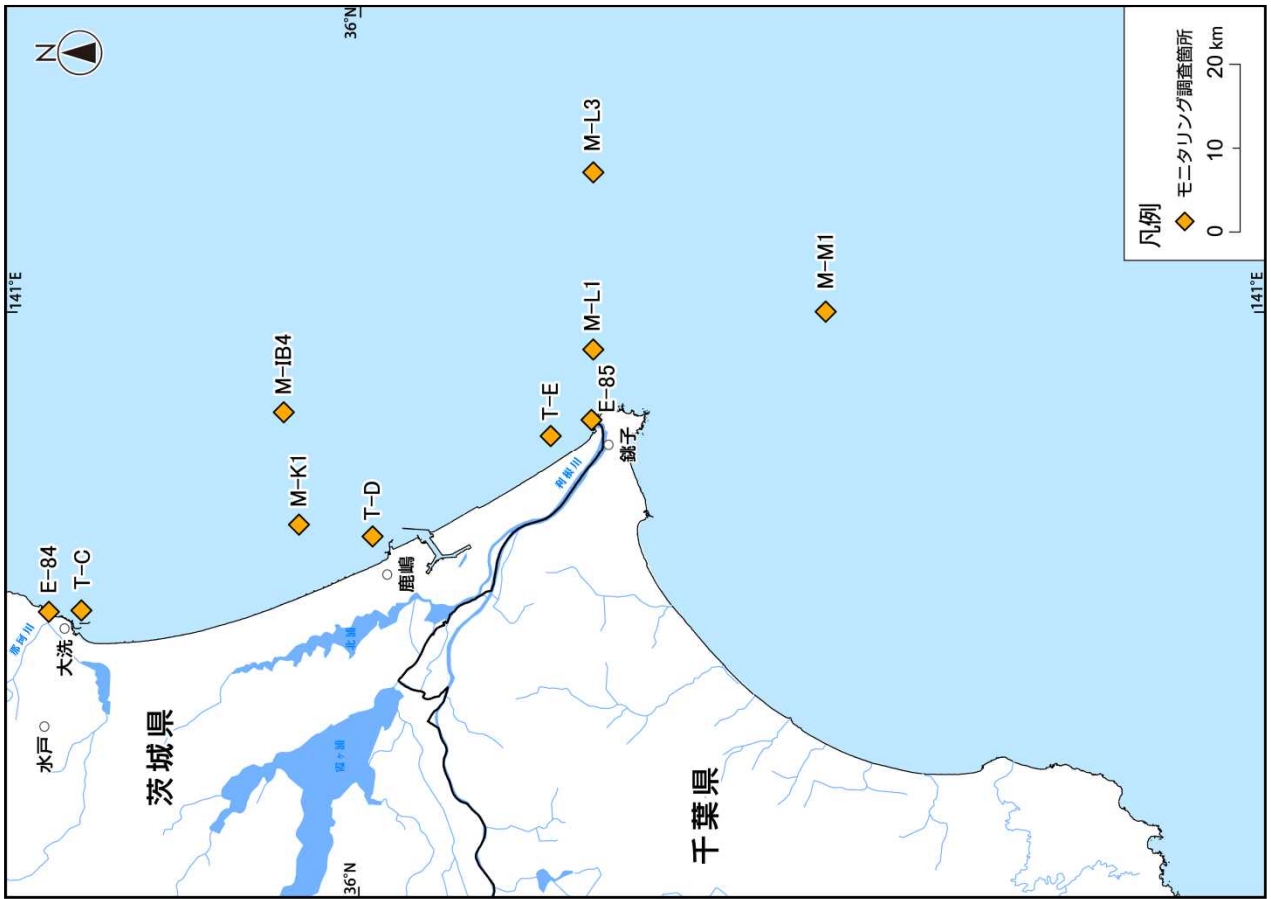 N
141°E
36°N
M-IB4
M-K1
E-84
T-C
T-D
那珂川
大洗
水戸
茨城県
鹿嶋
北浦
霞ヶ浦
36°N
M-L3
M-L1
T-E
E-85
利根川
銚子
M-M1
千葉県
141°E
凡例
モニタリング調査箇所
0 10 20 km